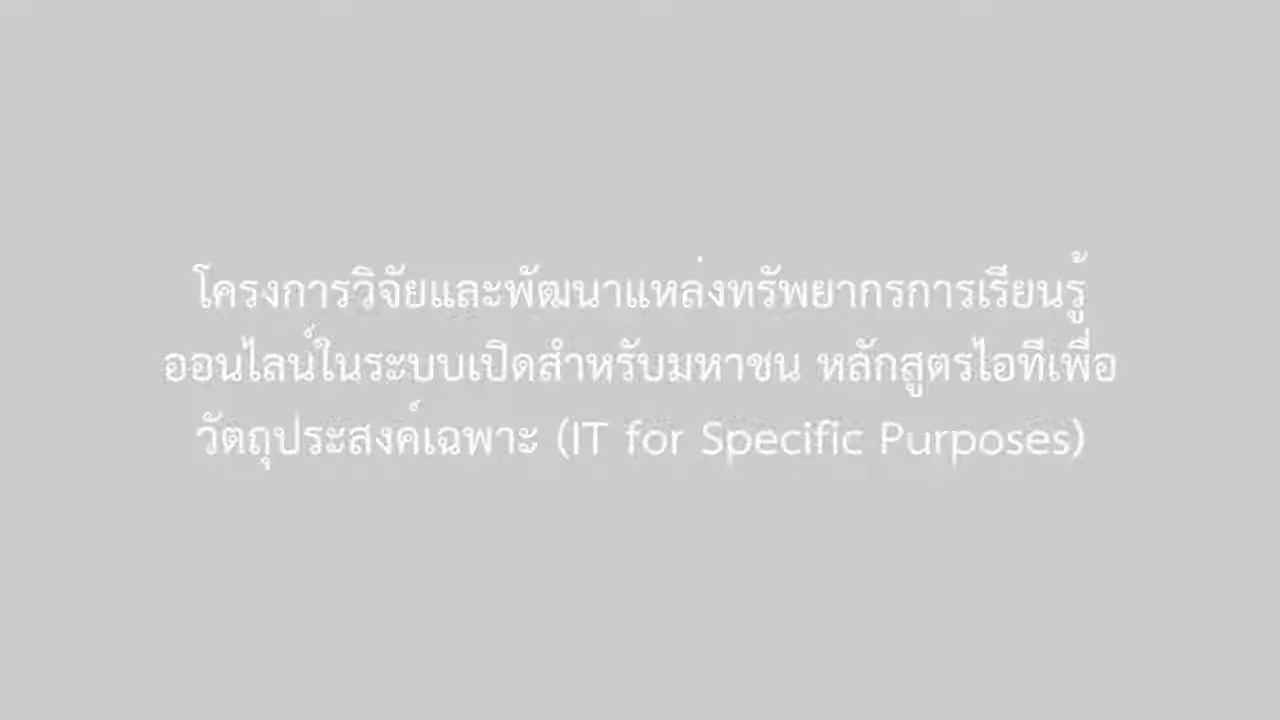 โครงการวิจัยและพัฒนาแหล่งทรัพยากรการเรียนรู้
ออนไลน์ในระบบเปิดสำหรับมหาชน หลักสูตรไอทีเพื่อ
วัตถุประสงค์เฉพาะ (IT for Specific Purposes)